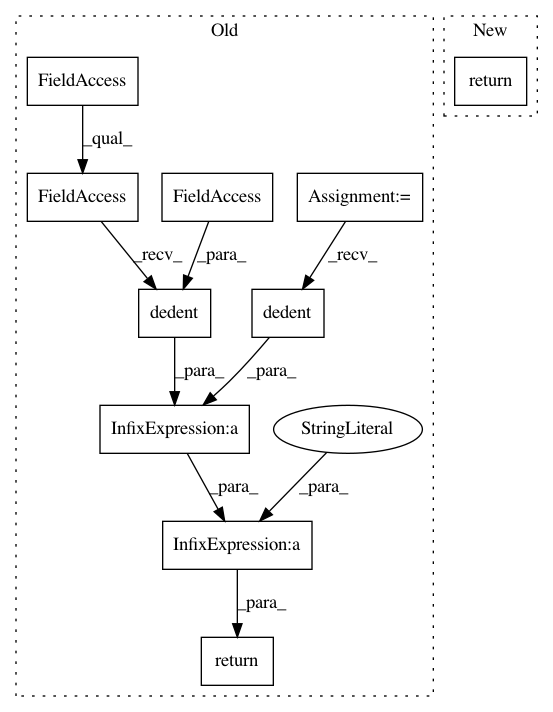 Old
New
FieldAccess
return
_qual_
FieldAccess
FieldAccess
Assignment:=
_recv_
_para_
_recv_
dedent
dedent
_para_
_para_
InfixExpression:a
StringLiteral
_para_
_para_
InfixExpression:a
_para_
return